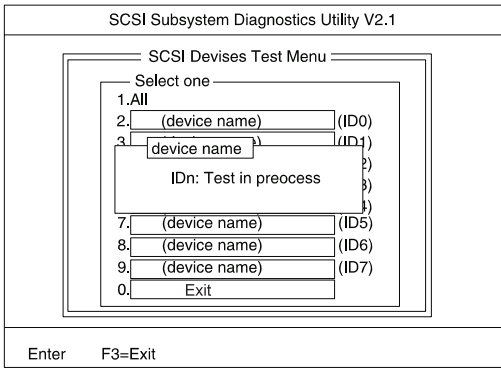 SCSI Subsystem Diagnostics Utility V2.1
SCSI Devises Test Menu
Select one
1.All
2. (device name) (ID0)
3. (ID1)
device name
IDn: Test in preocess
7. (device name) (ID5)
8. (device name) (ID6)
9. (device name) (ID7)
0. Exit
Enter F3=Exit